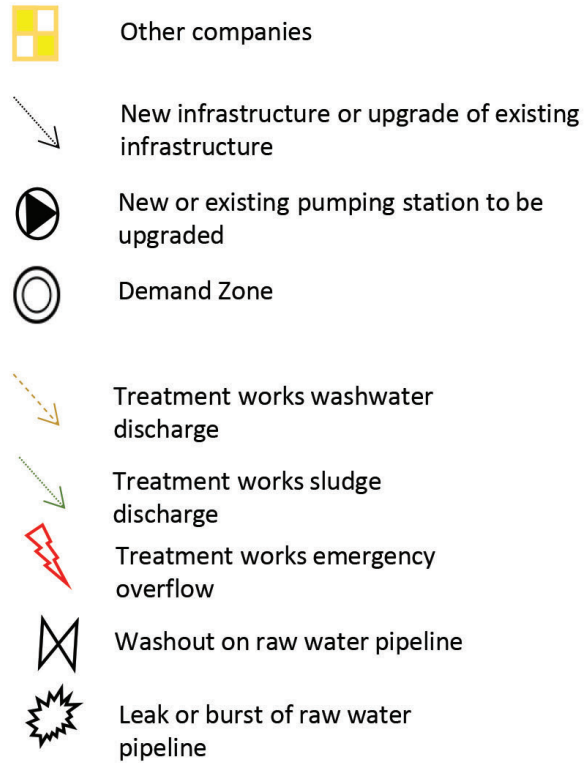 Other companies
New infrastructure or upgrade of existing
infrastructure
New or existing pumping station to be
upgraded
Demand Zone
Treatment works washwater
discharge
Treatment works sludge
discharge
Treatment works emergency
overflow
Washout on raw water pipeline
Leak or burst of raw water
pipeline